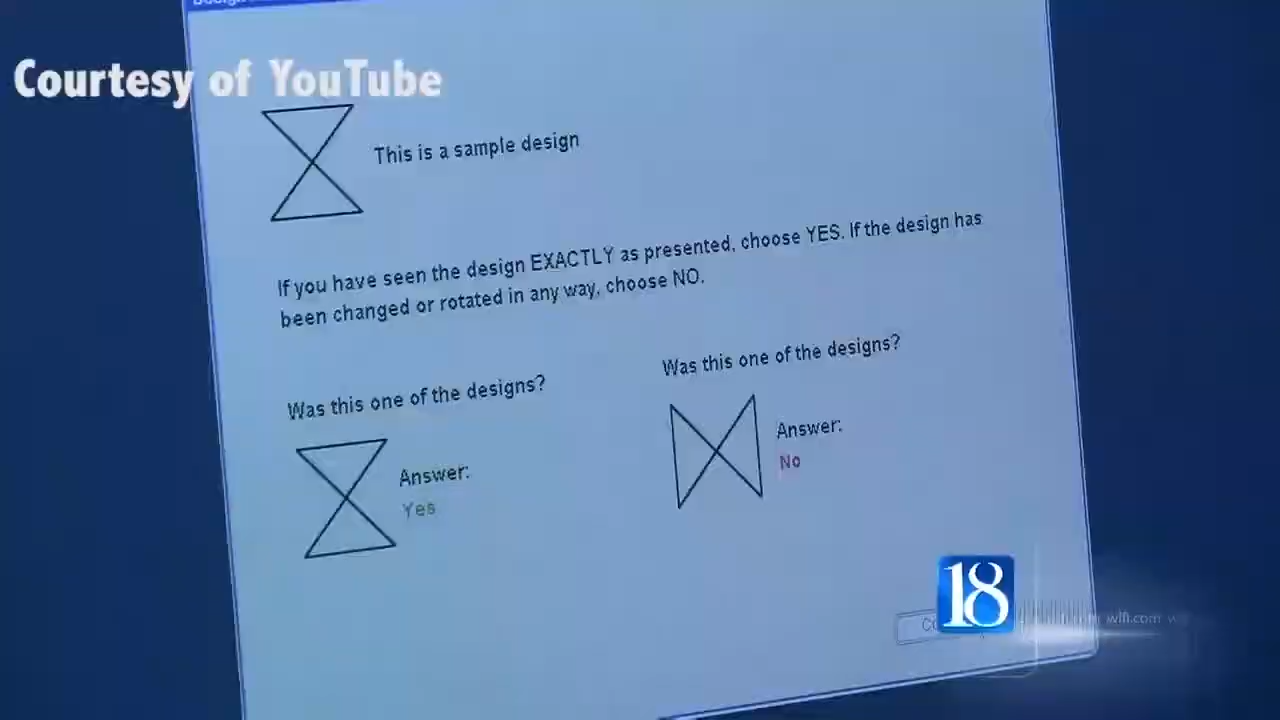 Courtesy of YouTube
This is a sample design
If you have seen the design EXACTLY as presented, choose YES. If the design has
been changed or rotated in any way, choose NO.
Was this one of the designs?
Answer:
Yes
Was this one of the designs?
Answer:
No
18
wlfi.com